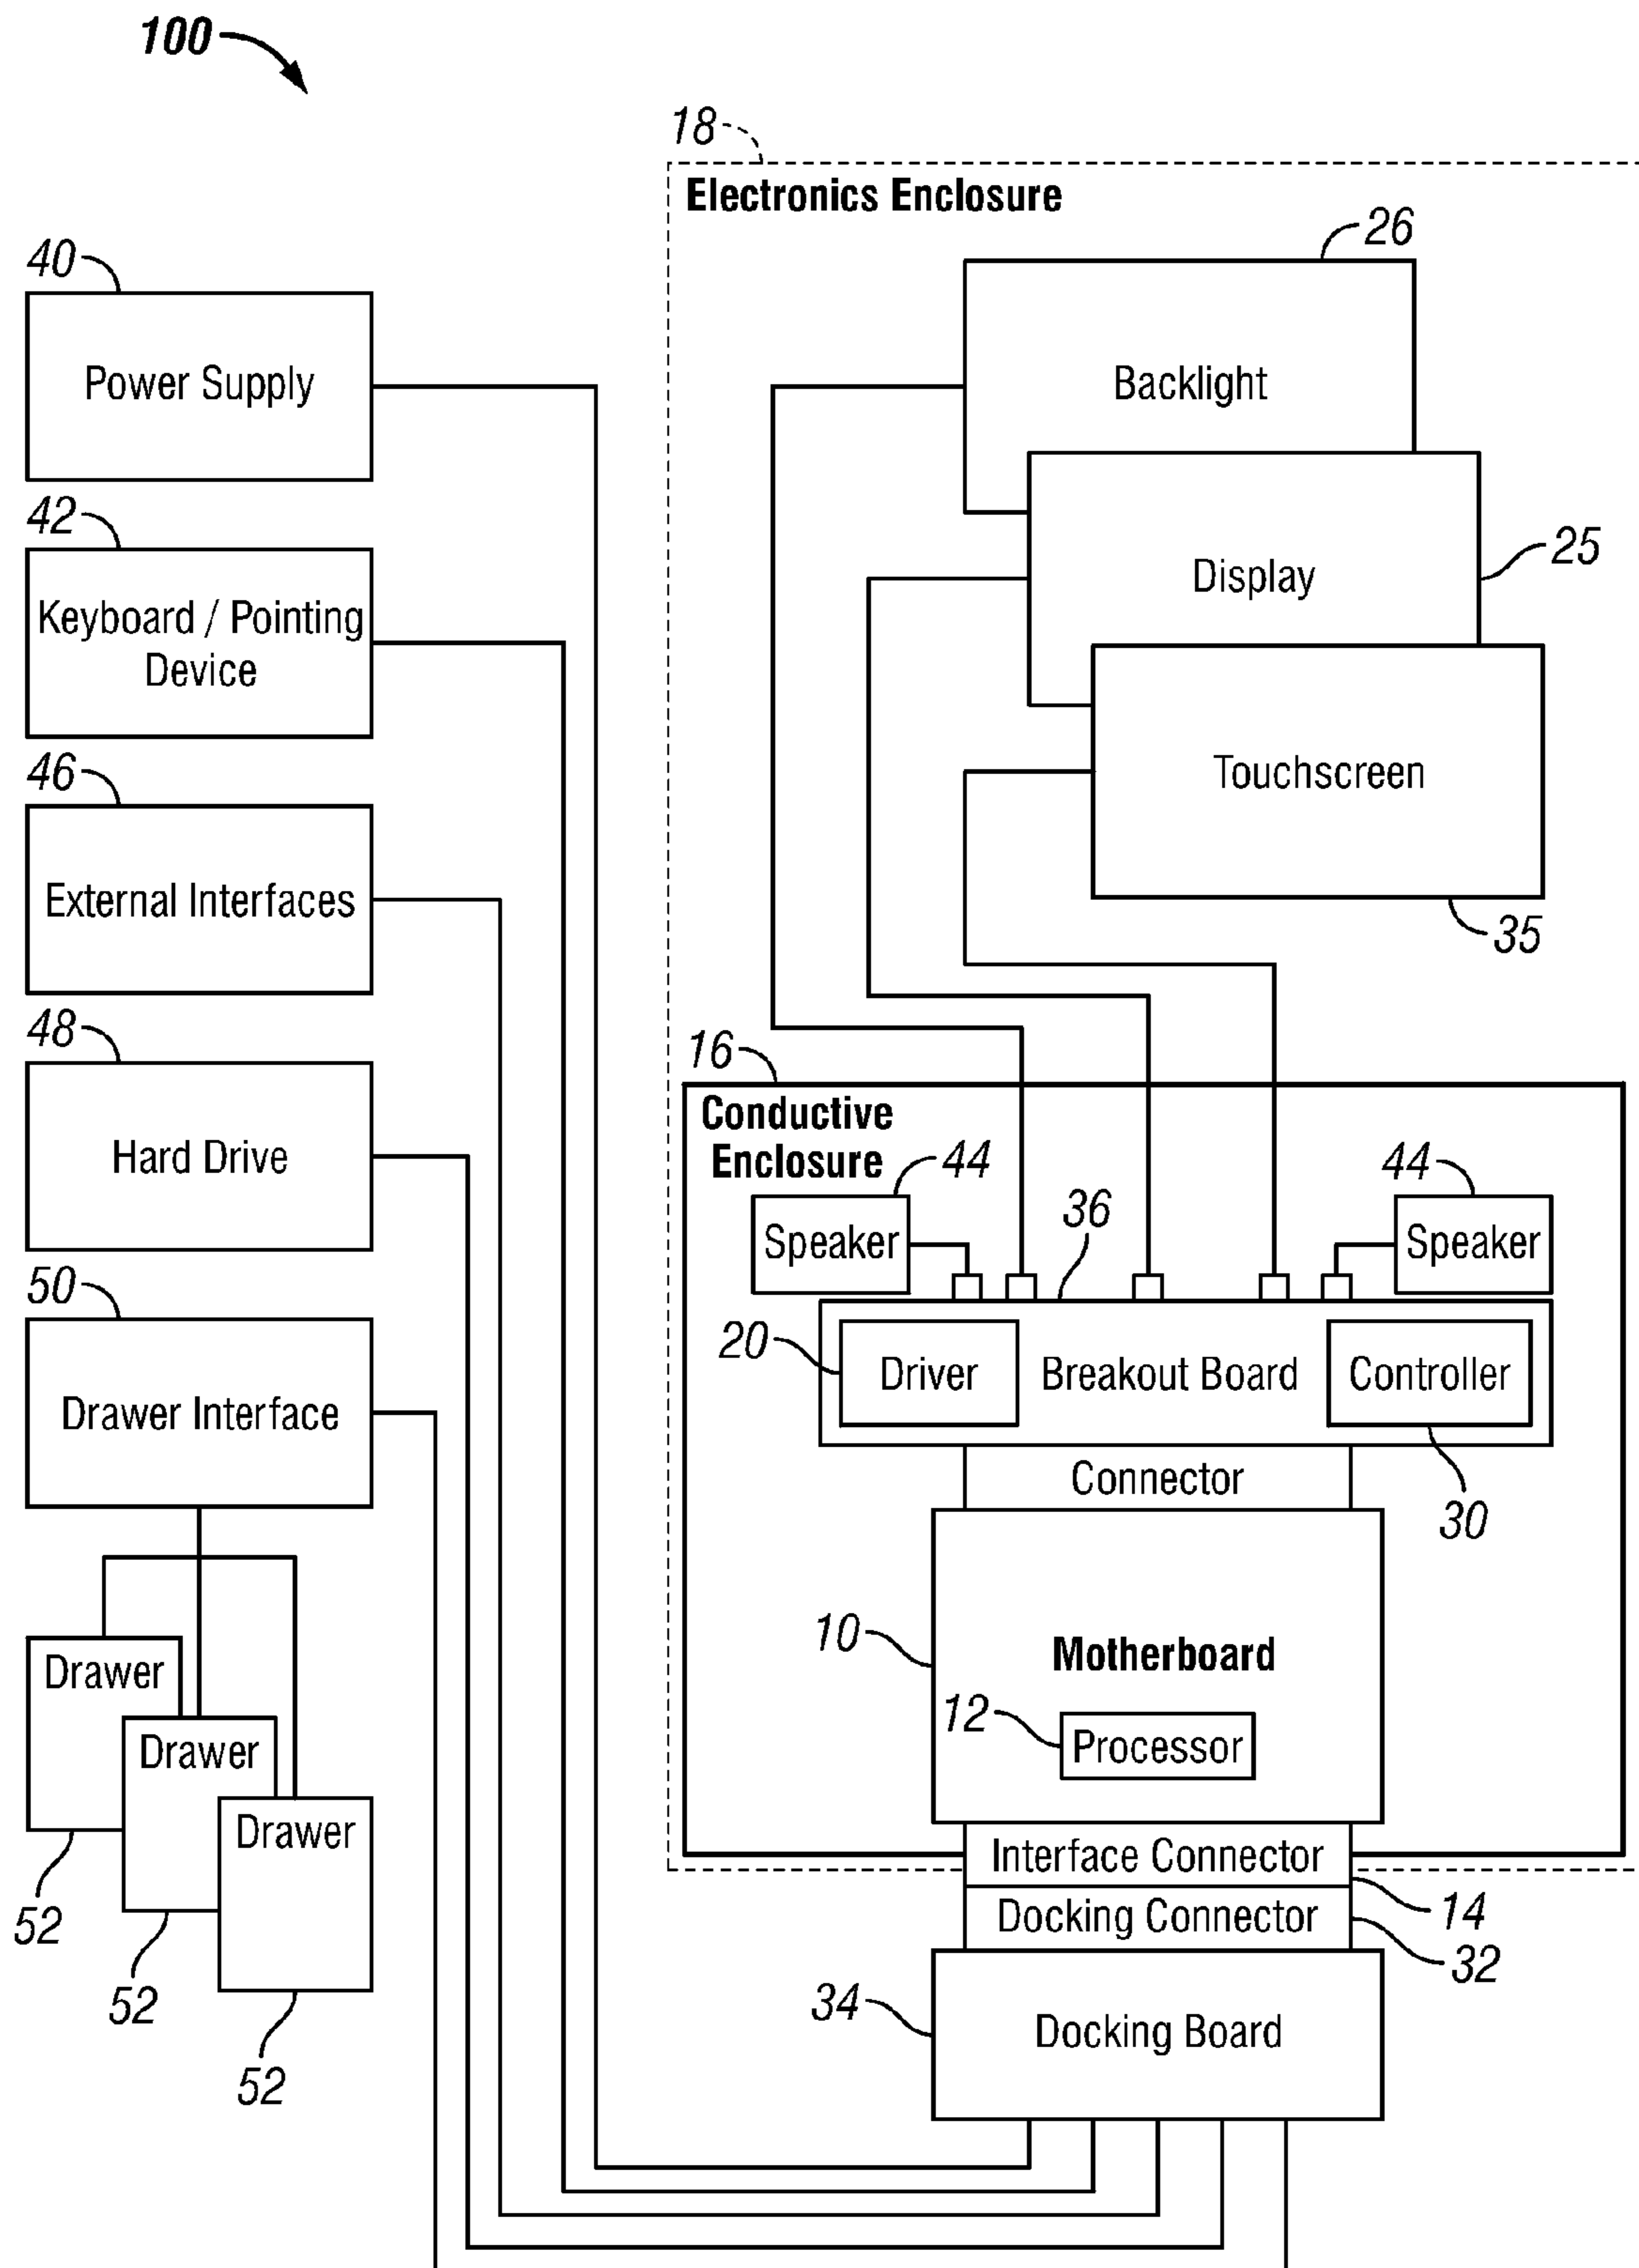 100
18
Electronics Enclosure
26
40
Power Supply
Backlight
42
Keyboard / Pointing
Device
25
Display
46
External Interfaces
Touchscreen
35
48
Hard Drive
16
Conductive
Enclosure
44
44
Speaker
36
Speaker
50
Drawer Interface
20
Driver
Breakout Board
Controller
Connector
30
10
Motherboard
12
Processor
Drawer
Drawer
Drawer
52
52
52
Interface Connector
14
Docking Connector
32
34
Docking Board